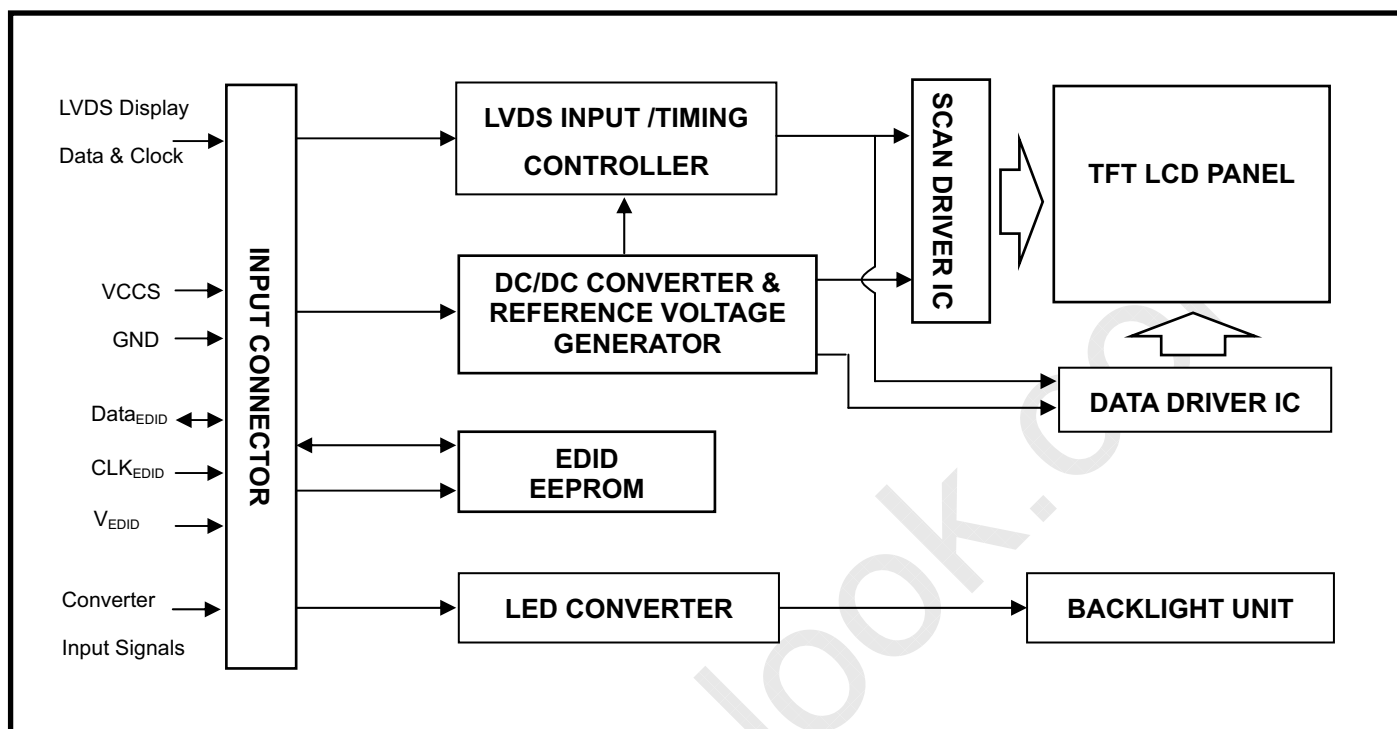 LVDS Display
Data & Clock
VCCS
GND
DataEDID
CLKEDID
VEDID
Converter
Input Signals
INPUT CONNECTOR
LVDS INPUT /TIMING
CONTROLLER
DC/DC CONVERTER &
REFERENCE VOLTAGE
GENERATOR
EDID
EEPROM
LED CONVERTER
SCAN DRIVER IC
TFT LCD PANEL
DATA DRIVER IC
BACKLIGHT UNIT
look.c